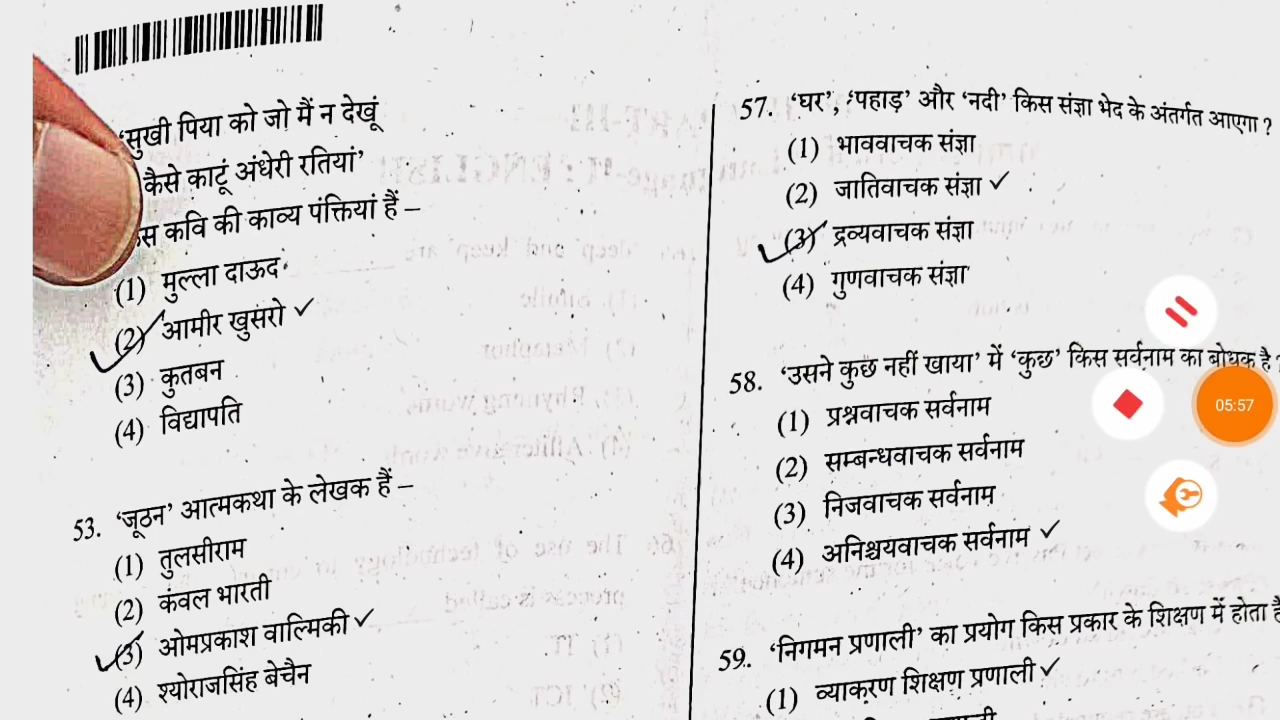 'सुखी पिया को जो मैं न देखूं
कैसे काटूं अंधेरी रतियां'
कवि की काव्य पंक्तियां हैं –
(1) मुल्ला दाऊद
(2) आमीर खुसरो ✓
(3) कुतबन
(4) विद्यापति
53. 'जूठन' आत्मकथा के लेखक हैं –
(1) तुलसीराम
(2) कंवल भारती
(3) ओमप्रकाश वाल्मिकी ✓
(4) श्योराजसिंह बेचैन
57. 'घर', 'पहाड़' और 'नदी' किस संज्ञा भेद के अंतर्गत आएगा ?
(1) भाववाचक संज्ञा
(2) जातिवाचक संज्ञा ✓
(3) द्रव्यवाचक संज्ञा
(4) गुणवाचक संज्ञा
58. 'उसने कुछ नहीं खाया' में 'कुछ' किस सर्वनाम का बोधक है ?
(1) प्रश्नवाचक सर्वनाम
(2) सम्बन्धवाचक सर्वनाम
(3) निजवाचक सर्वनाम
(4) अनिश्चयवाचक सर्वनाम ✓
05:57
59. 'निगमन प्रणाली' का प्रयोग किस प्रकार के शिक्षण में होता है
(1) व्याकरण शिक्षण प्रणाली ✓